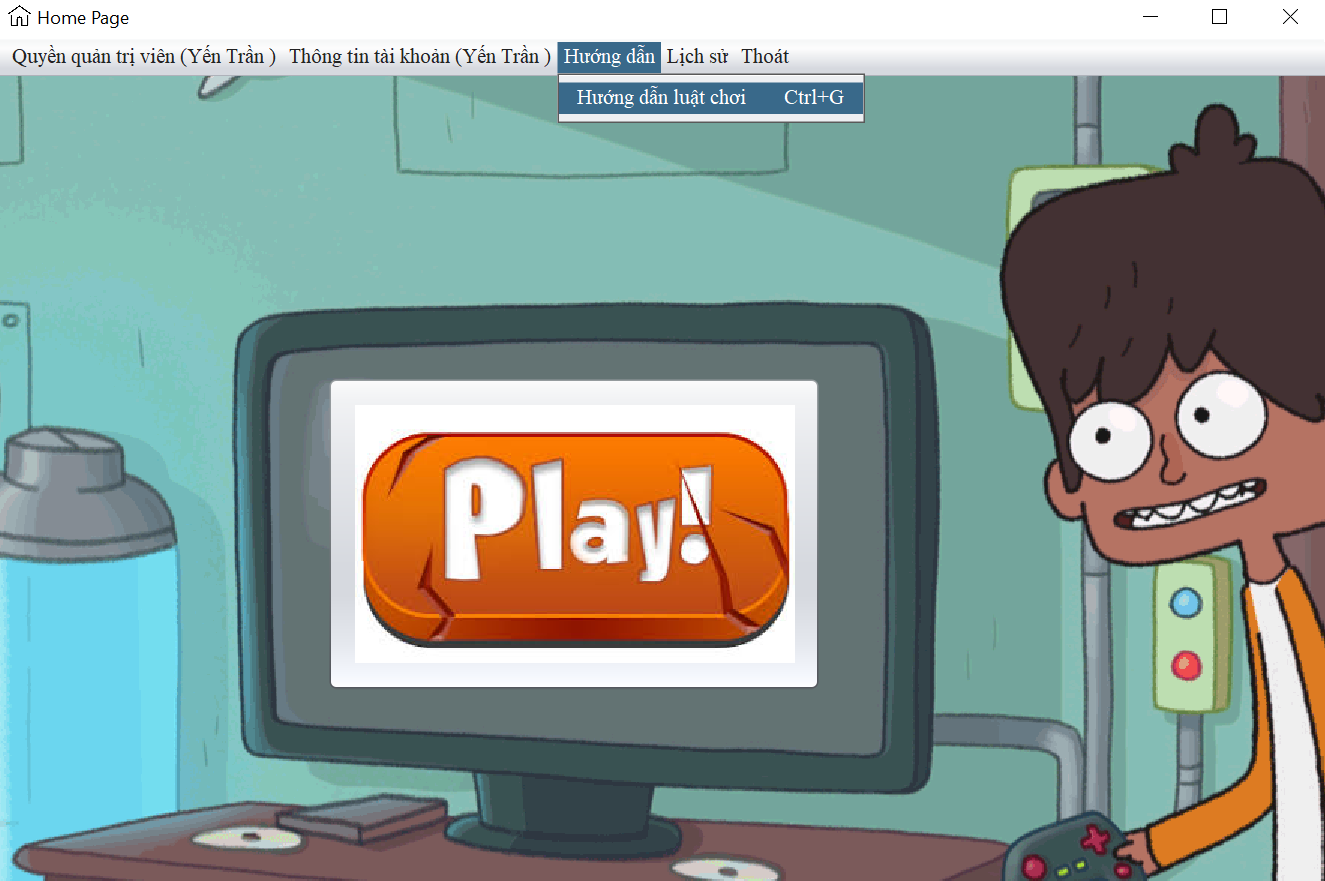 Home Page
Quyền quản trị viên (Yến Trần ) Thông tin tài khoản (Yến Trần ) Hướng dẫn Lịch sử Thoát
Hướng dẫn luật chơi Ctrl+G
Play!